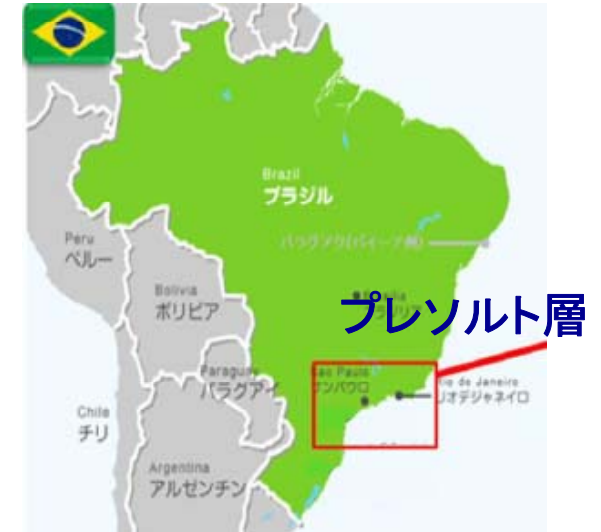 Brazil
ブラジル
Peru
ペルー
Bolivia
ボリビア
プレソルト層
Paraguay
パラグアイ
Sao Paulo
サンパウロ
Rio de Janeiro
リオデジャネイロ
Chile
チリ
Argentina
アルゼンチン